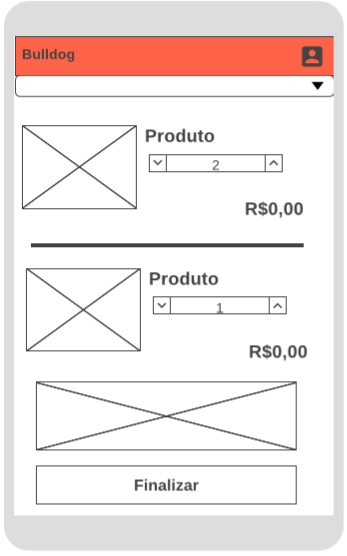 Bulldog
Produto
2
R$0,00
Produto
1
R$0,00
Finalizar